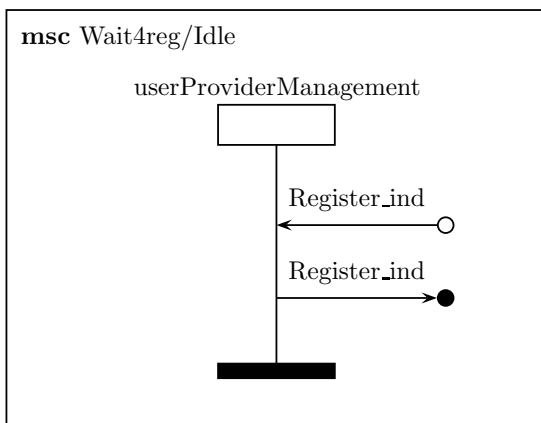 msc Wait4reg/Idle
userProviderManagement
Register_ind
Register_ind